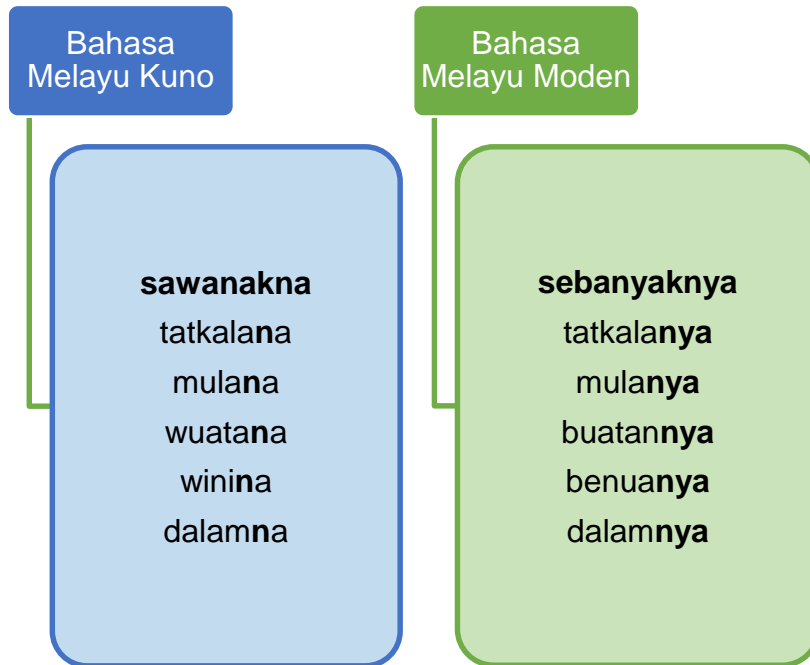 Bahasa
Melayu Kuno
sawanakna
tatkalana
mulana
wuatana
winina
dalamna
Bahasa
Melayu Moden
sebanyaknya
tatkalanya
mulanya
buatannya
benuanya
dalamnya